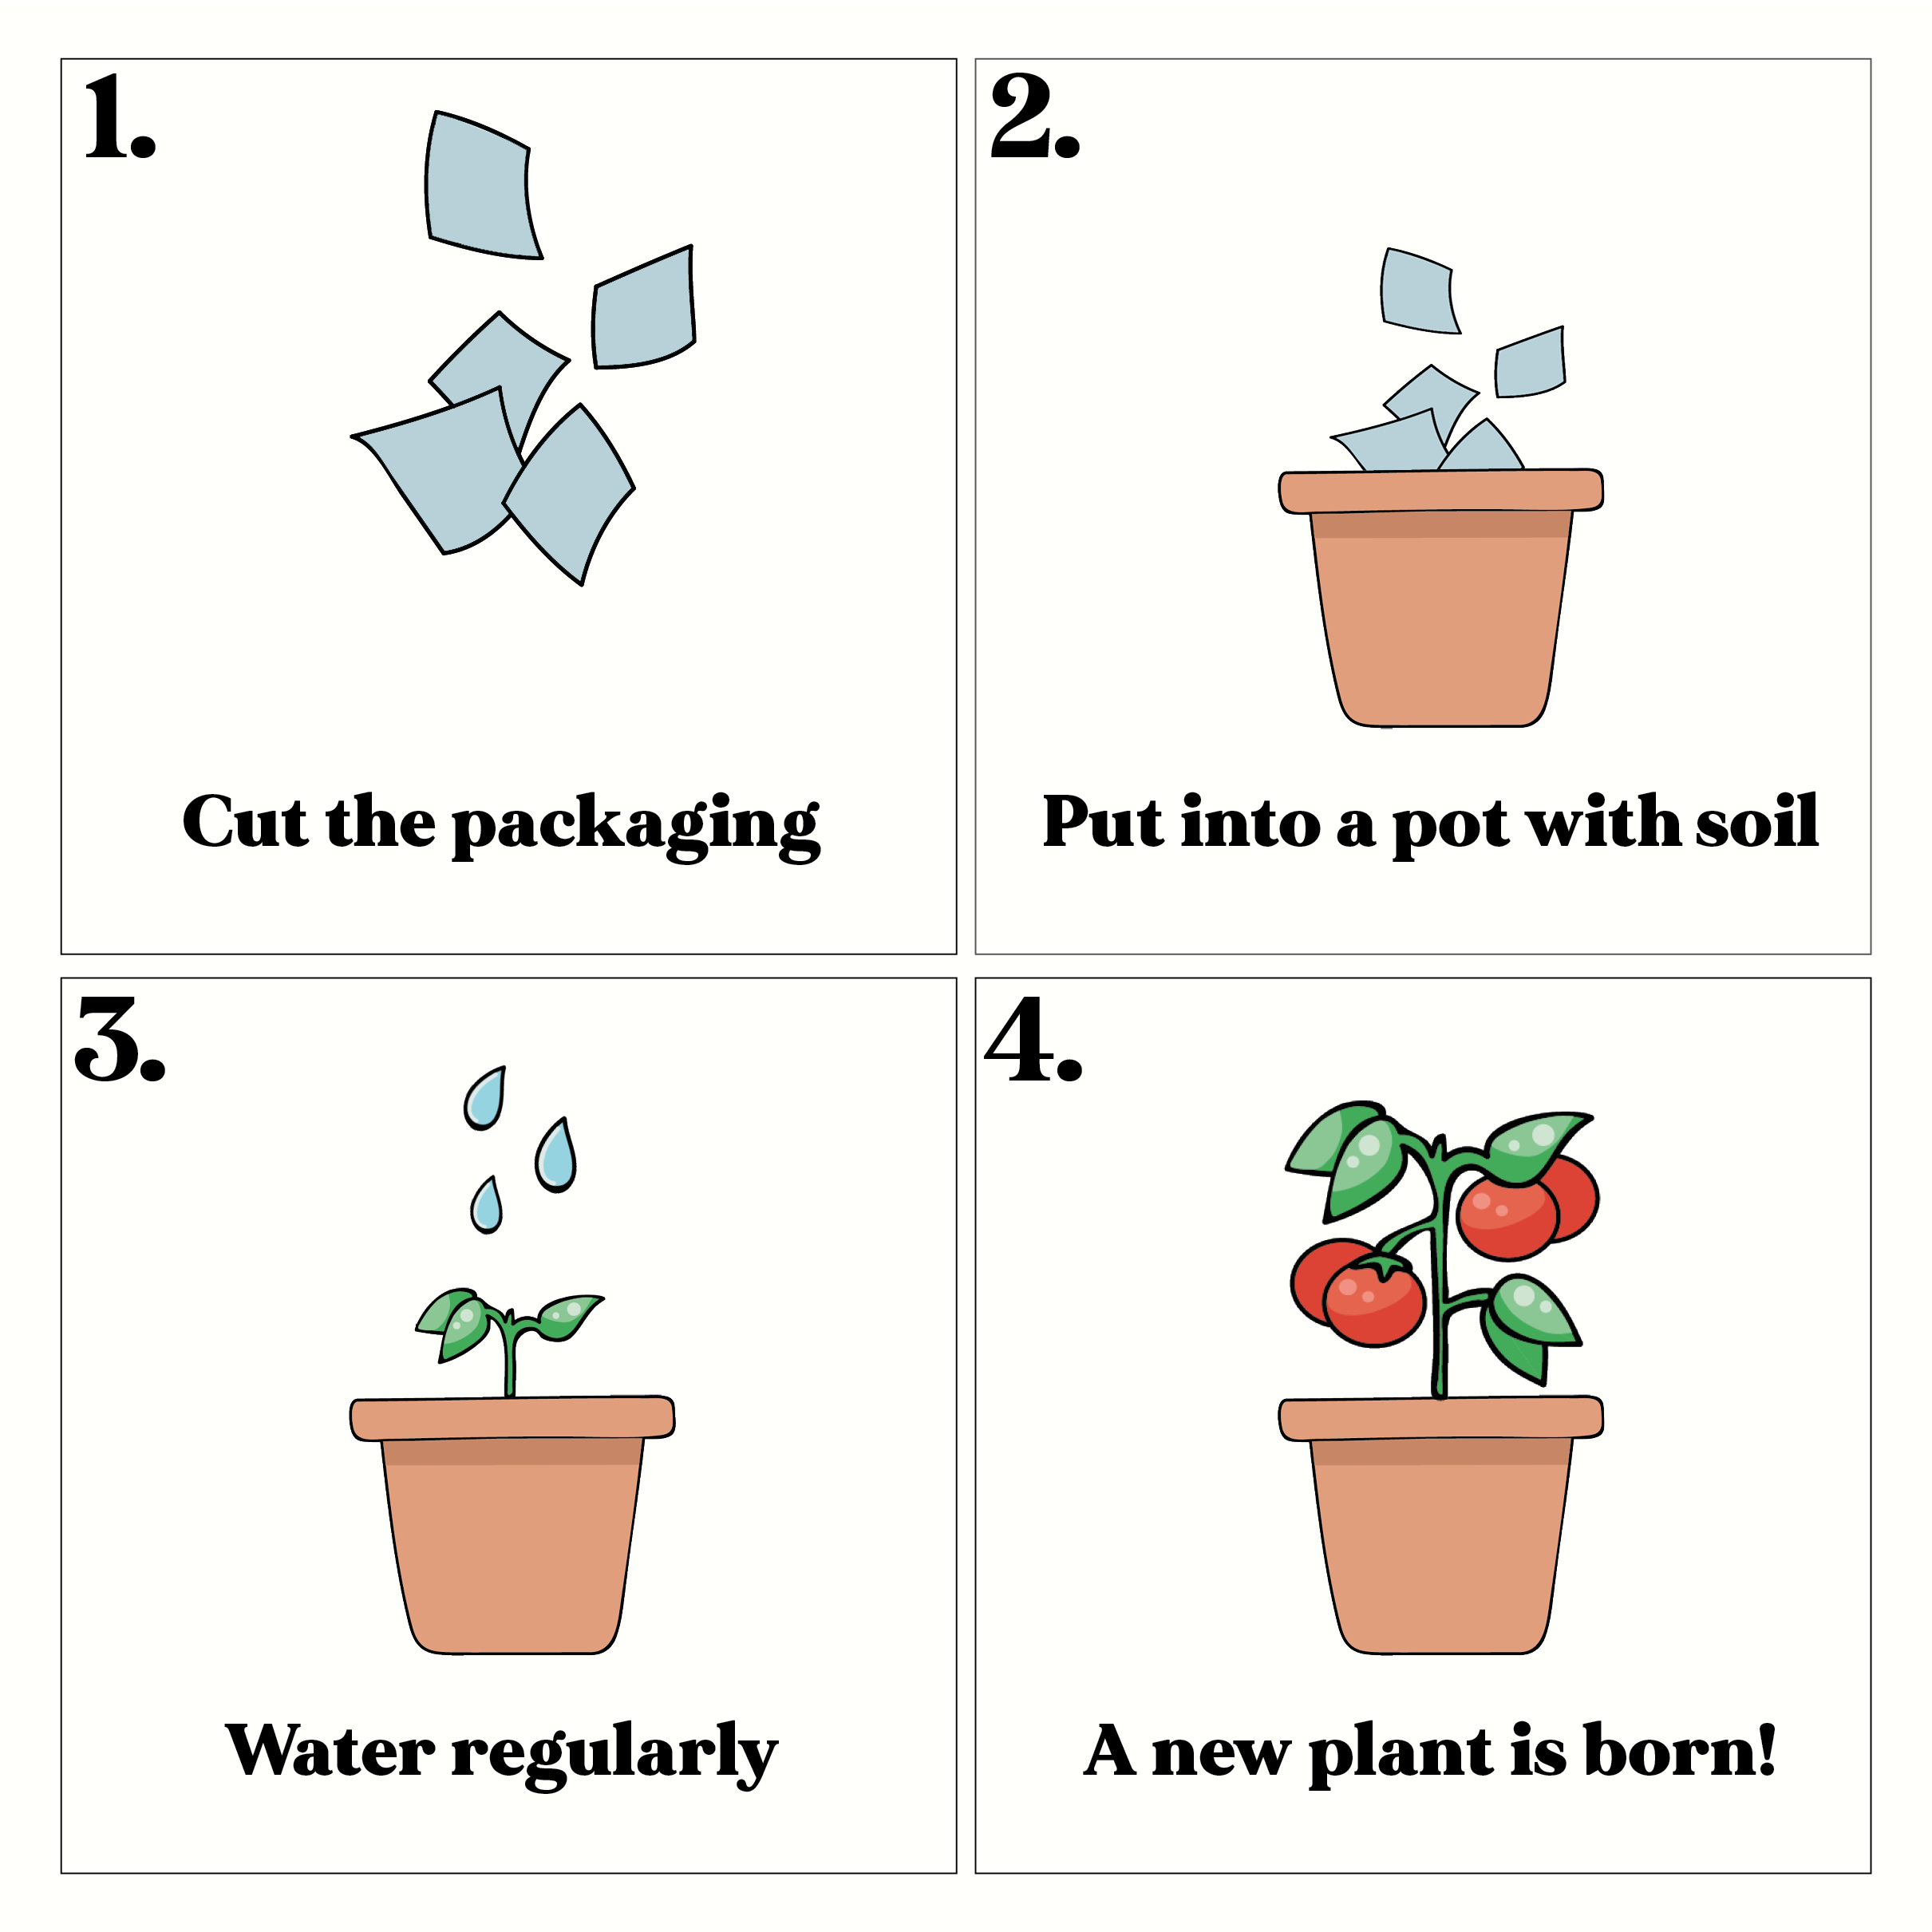 1.
Cut the packaging
2.
Put into a pot with soil
3.
Water regularly
4.
A new plant is born!